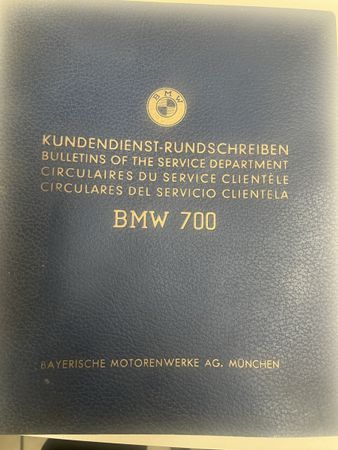 BMW
KUNDENDIENST-RUNDSCHREIBEN
BULLETINS OF THE SERVICE DEPARTMENT
CIRCULAIRES DU SERVICE CLIENTÈLE
CIRCULARES DEL SERVICIO CLIENTELA
BMW 700
BAYERISCHE MOTORENWERKE AG. MÜNCHEN